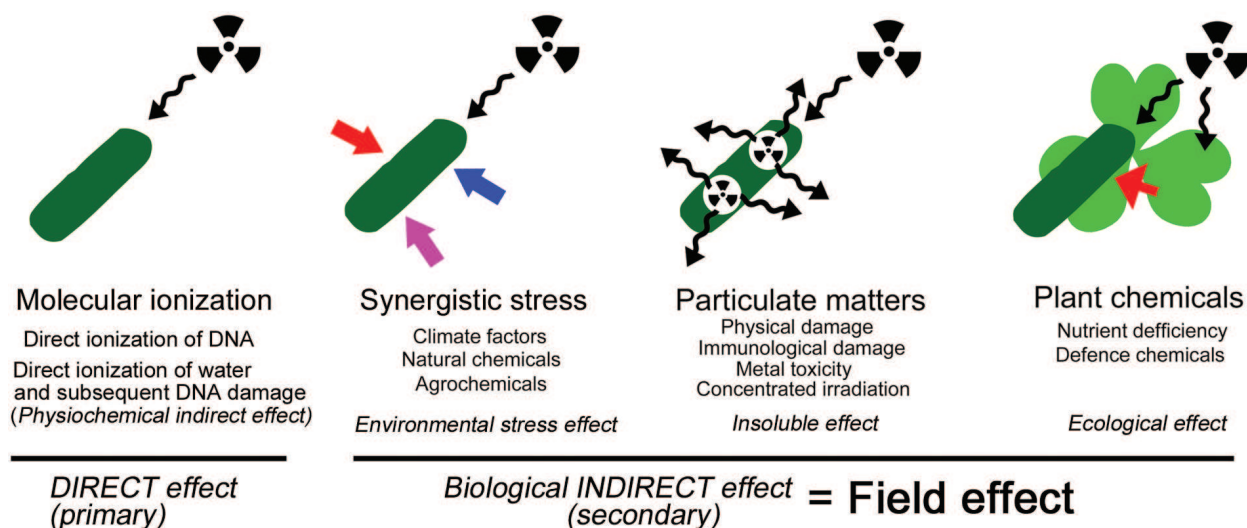 Molecular ionization
Direct ionization of DNA
Direct ionization of water
and subsequent DNA damage
(Physiochemical indirect effect)
DIRECT effect
(primary)
Synergistic stress
Climate factors
Natural chemicals
Agrochemicals
Environmental stress effect
Particulate matters
Physical damage
Immunological damage
Metal toxicity
Concentrated irradiation
Insoluble effect
Plant chemicals
Nutrient defficiency
Defence chemicals
Ecological effect
Biological INDIRECT effect
(secondary)
= Field effect